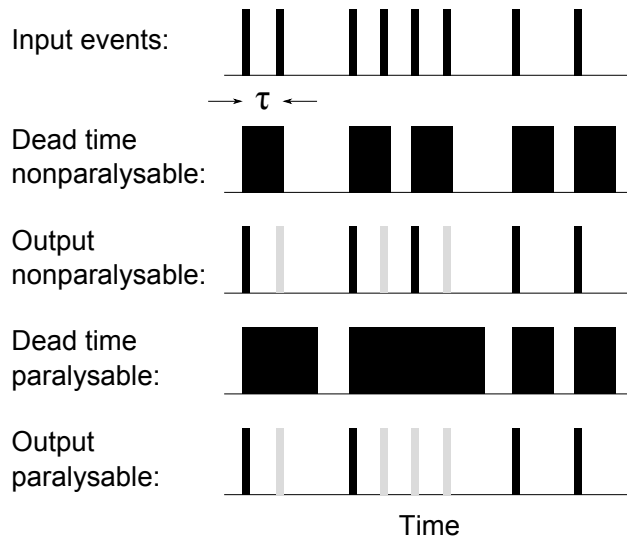 Input events:
τ
Dead time
nonparalysable:
Output
nonparalysable:
Dead time
paralysable:
Output
paralysable:
Time